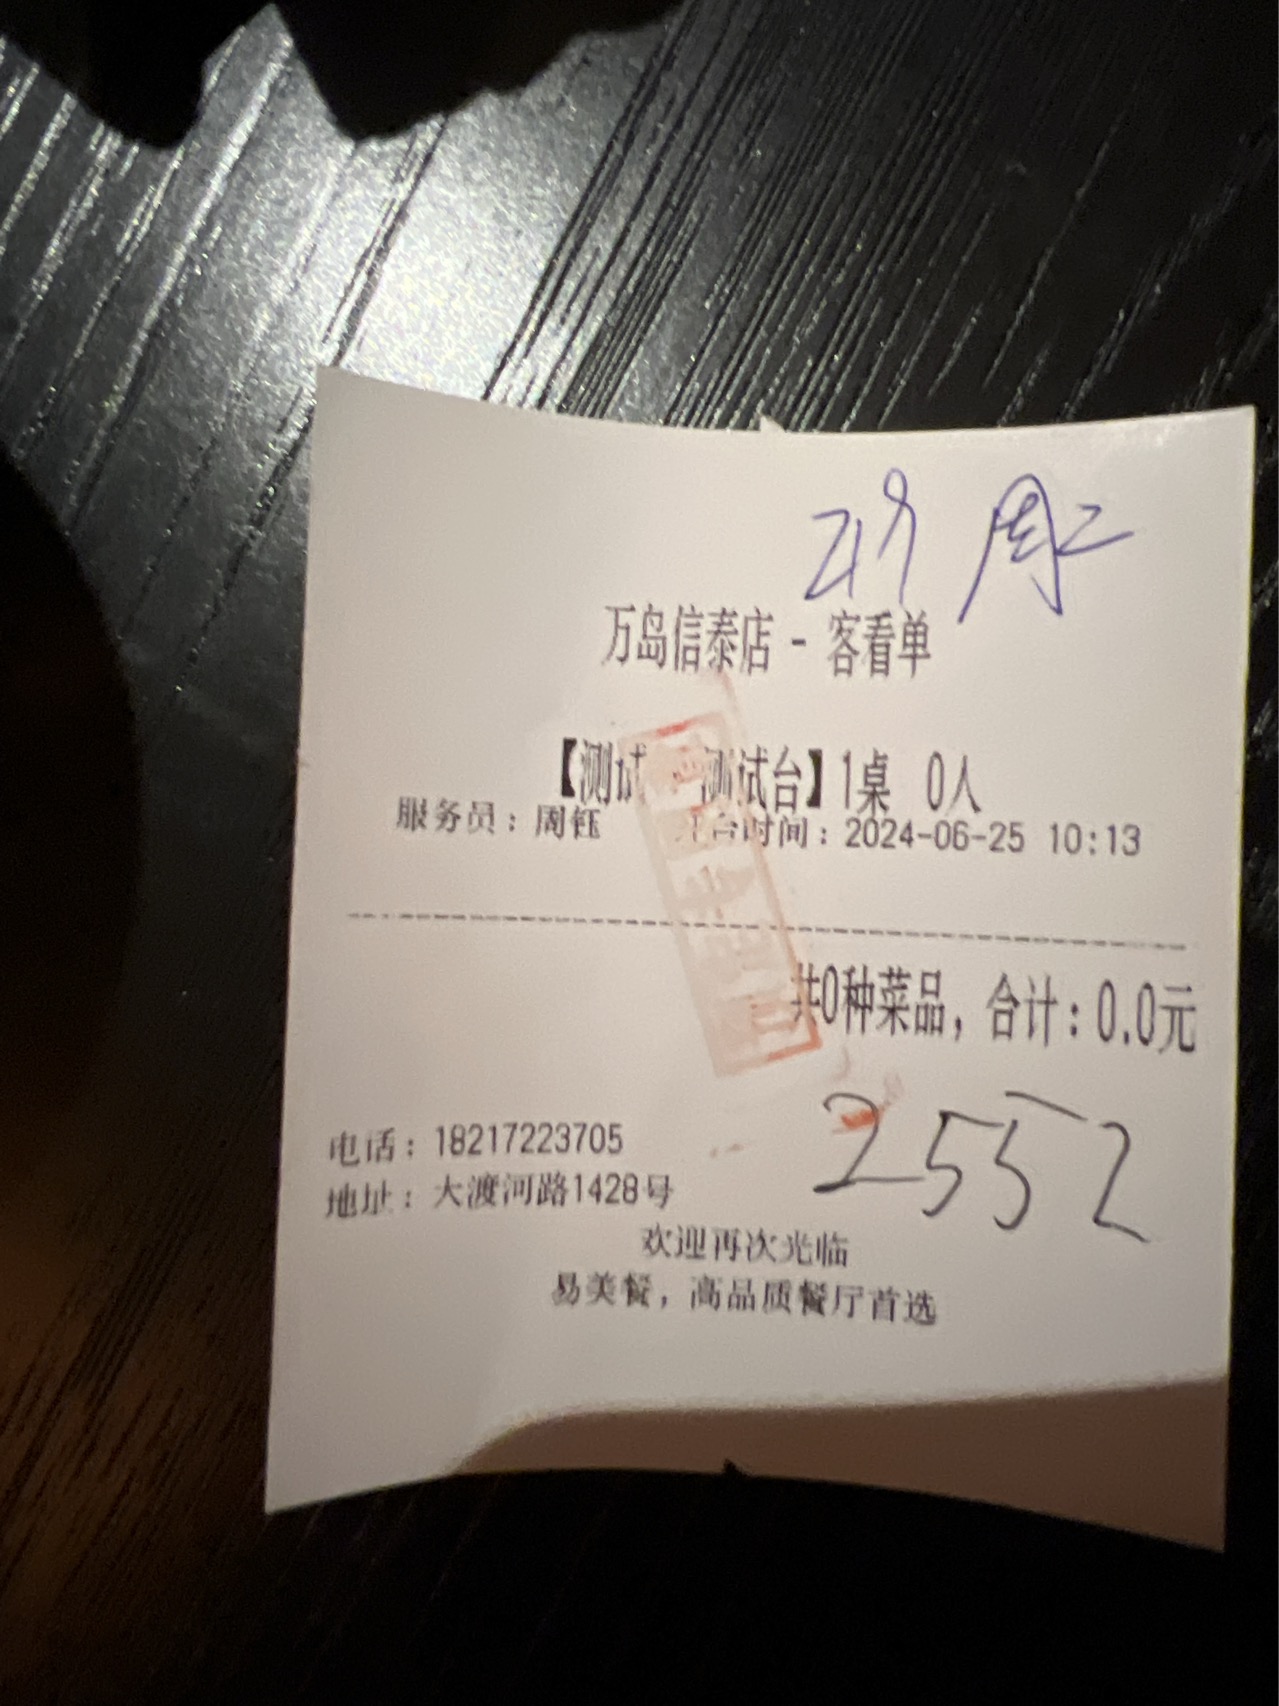 周二
万岛信泰店 - 客看单
【测试 测试台】1桌 0人
服务员：周钰 开台时间：2024-06-25 10:13
共0种菜品，合计：0.0元
2552
电话：18217223705
地址：大渡河路1428号
欢迎再次光临
易美餐，高品质餐厅首选